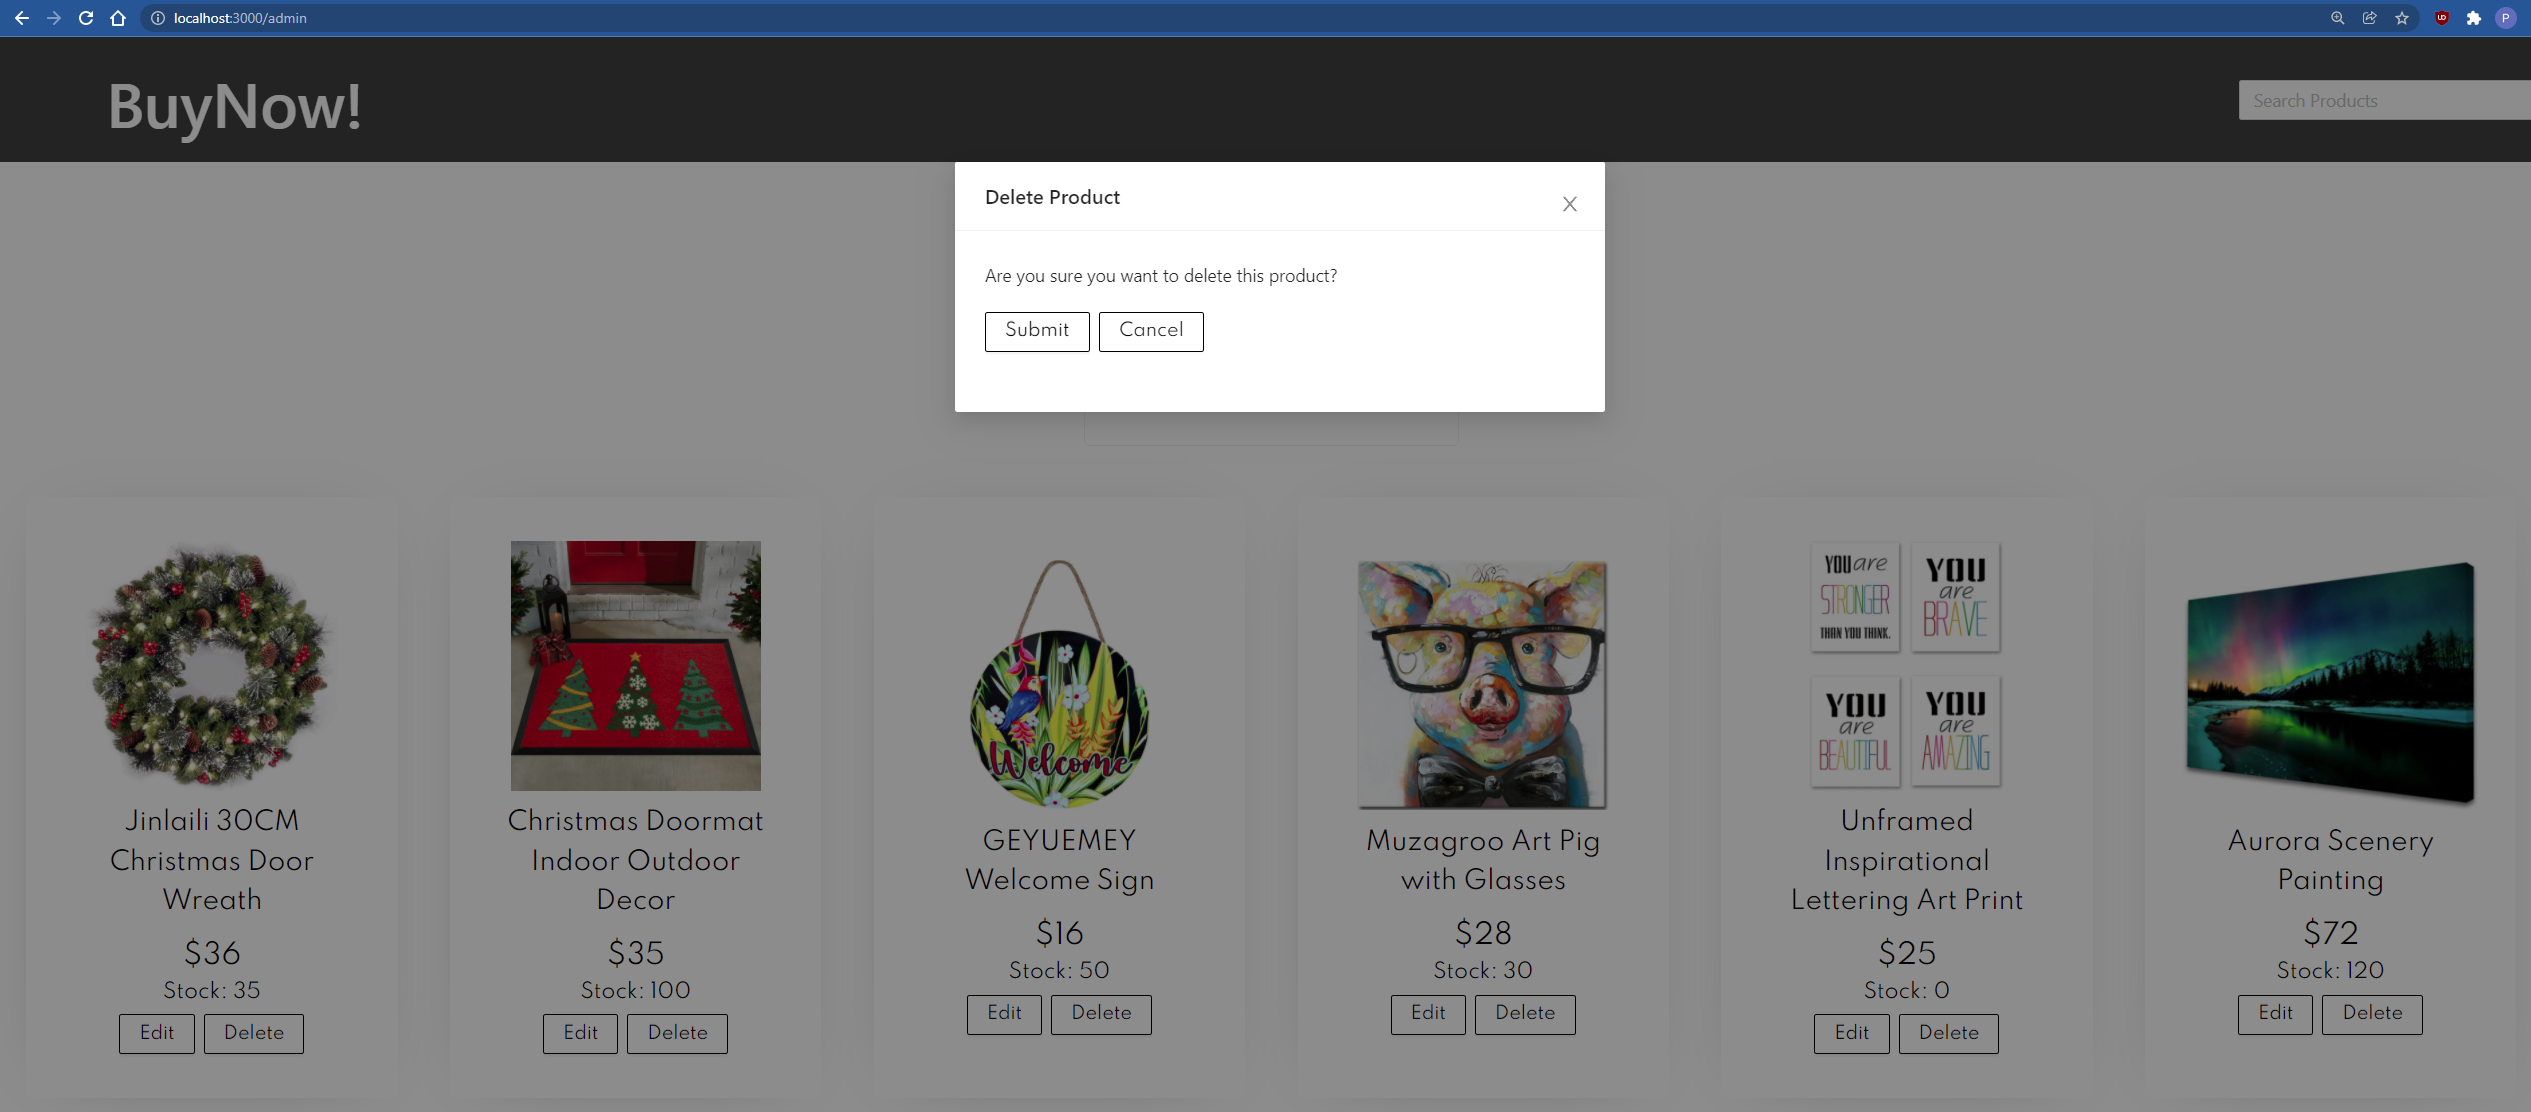 localhost:3000/admin
P
BuyNow!
Search Products
Delete Product
Are you sure you want to delete this product?
Submit
Cancel
Welcome
YOU are
STRONGER
THAN YOU THINK.
YOU
are
BRAVE
YOU
are
BEAUTIFUL
YOU
are
AMAZING
Jinlaili 30CM
Christmas Door
Wreath
$36
Stock: 35
Edit
Delete
Christmas Doormat
Indoor Outdoor
Decor
$35
Stock: 100
Edit
Delete
GEYUEMEY
Welcome Sign
$16
Stock: 50
Edit
Delete
Muzagroo Art Pig
with Glasses
$28
Stock: 30
Edit
Delete
Unframed
Inspirational
Lettering Art Print
$25
Stock: 0
Edit
Delete
Aurora Scenery
Painting
$72
Stock: 120
Edit
Delete